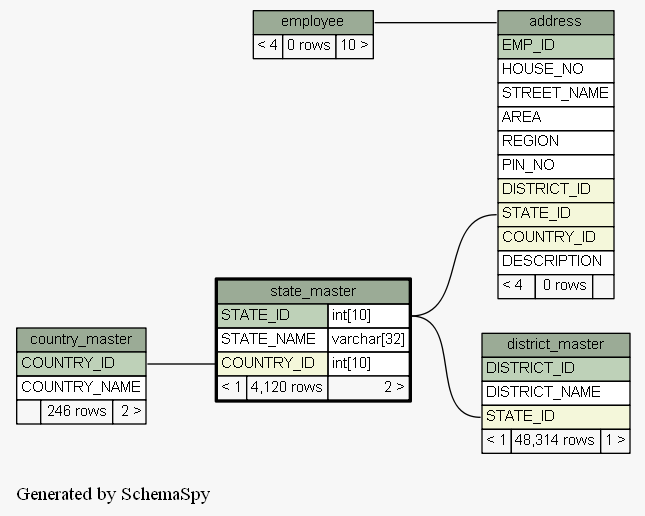 employee
< 4 0 rows 10 >
address
EMP_ID
HOUSE_NO
STREET_NAME
AREA
REGION
PIN_NO
DISTRICT_ID
STATE_ID
COUNTRY_ID
DESCRIPTION
< 4 0 rows
state_master
STATE_ID int[10]
STATE_NAME varchar[32]
COUNTRY_ID int[10]
< 1 4,120 rows 2 >
country_master
COUNTRY_ID
COUNTRY_NAME
246 rows 2 >
district_master
DISTRICT_ID
DISTRICT_NAME
STATE_ID
< 1 48,314 rows 1 >
Generated by SchemaSpy